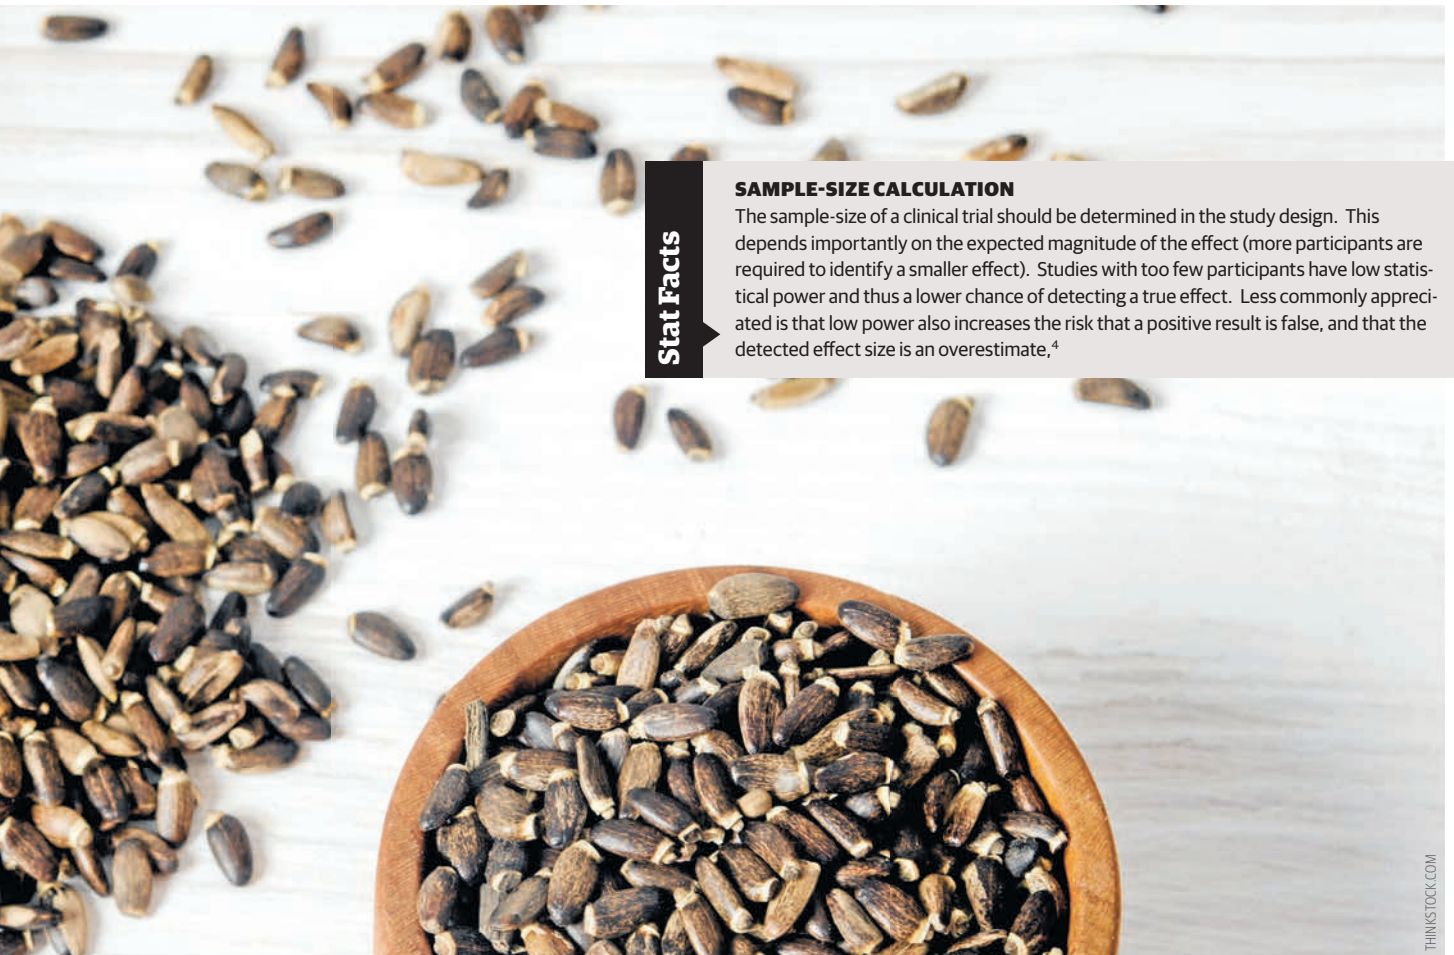 Stat Facts
SAMPLE-SIZE CALCULATION
The sample-size of a clinical trial should be determined in the study design.  This
depends importantly on the expected magnitude of the effect (more participants are
required to identify a smaller effect).  Studies with too few participants have low statis-
tical power and thus a lower chance of detecting a true effect.  Less commonly appreci-
ated is that low power also increases the risk that a positive result is false, and that the
detected effect size is an overestimate,⁴
THINKSTOCK.COM